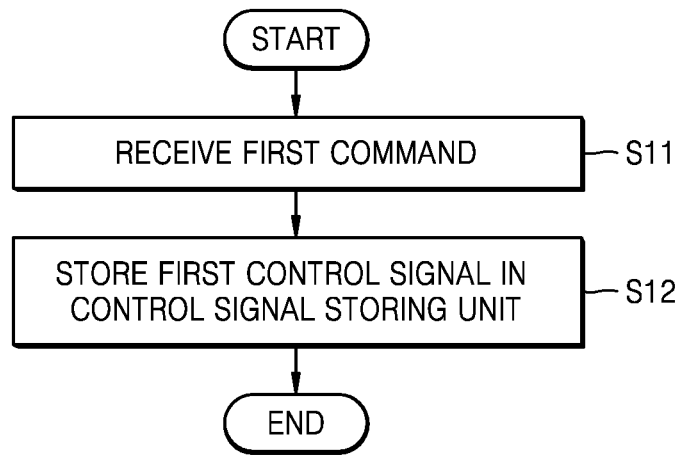 START
RECEIVE FIRST COMMAND
S11
STORE FIRST CONTROL SIGNAL IN
CONTROL SIGNAL STORING UNIT
S12
END